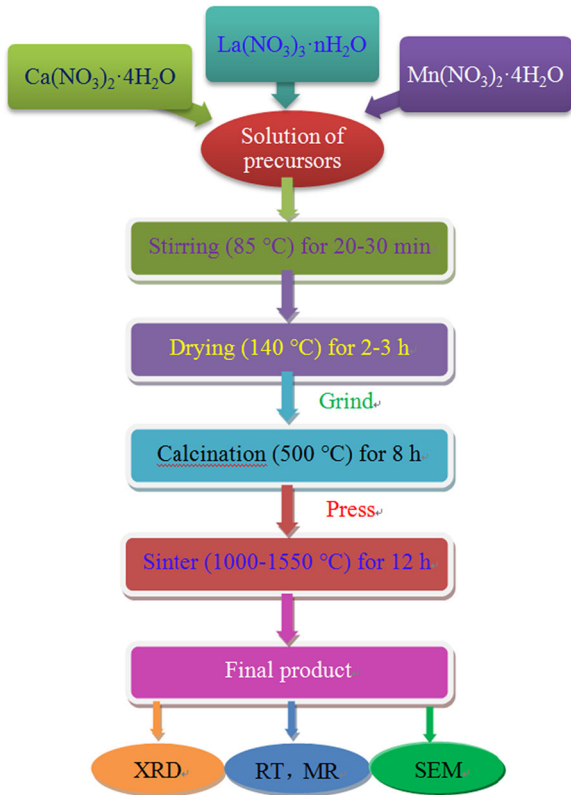 La(NO₃)₃·nH₂O
Ca(NO₃)₂·4H₂O
Mn(NO₃)₂·4H₂O
Solution of
precursors
Stirring (85 ℃) for 20-30 min
Drying (140 ℃) for 2-3 h
Grind
Calcination (500 ℃) for 8 h
Press
Sinter (1000-1550 ℃) for 12 h
Final product
XRD
RT，MR
SEM